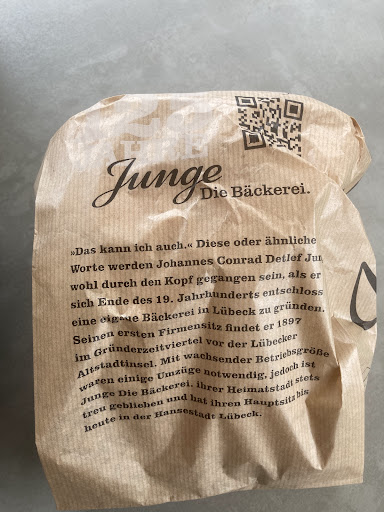 Junge
Die Bäckerei.
»Das kann ich auch.« Diese oder ähnliche
Worte werden Johannes Conrad Detlef Jun
wohl durch den Kopf gegangen sein, als er
sich Ende des 19. Jahrhunderts entschloss
eine eigene Bäckerei in Lübeck zu gründen.
Seinen ersten Firmensitz findet er 1897
im Gründerzeitviertel vor der Lübecker
Altstadtinsel. Mit wachsender Betriebsgröße
waren einige Umzüge notwendig, jedoch ist
Junge Die Bäckerei. ihrer Heimatstadt stets
treu geblieben und hat ihren Hauptsitz bis
heute in der Hansestadt Lübeck.